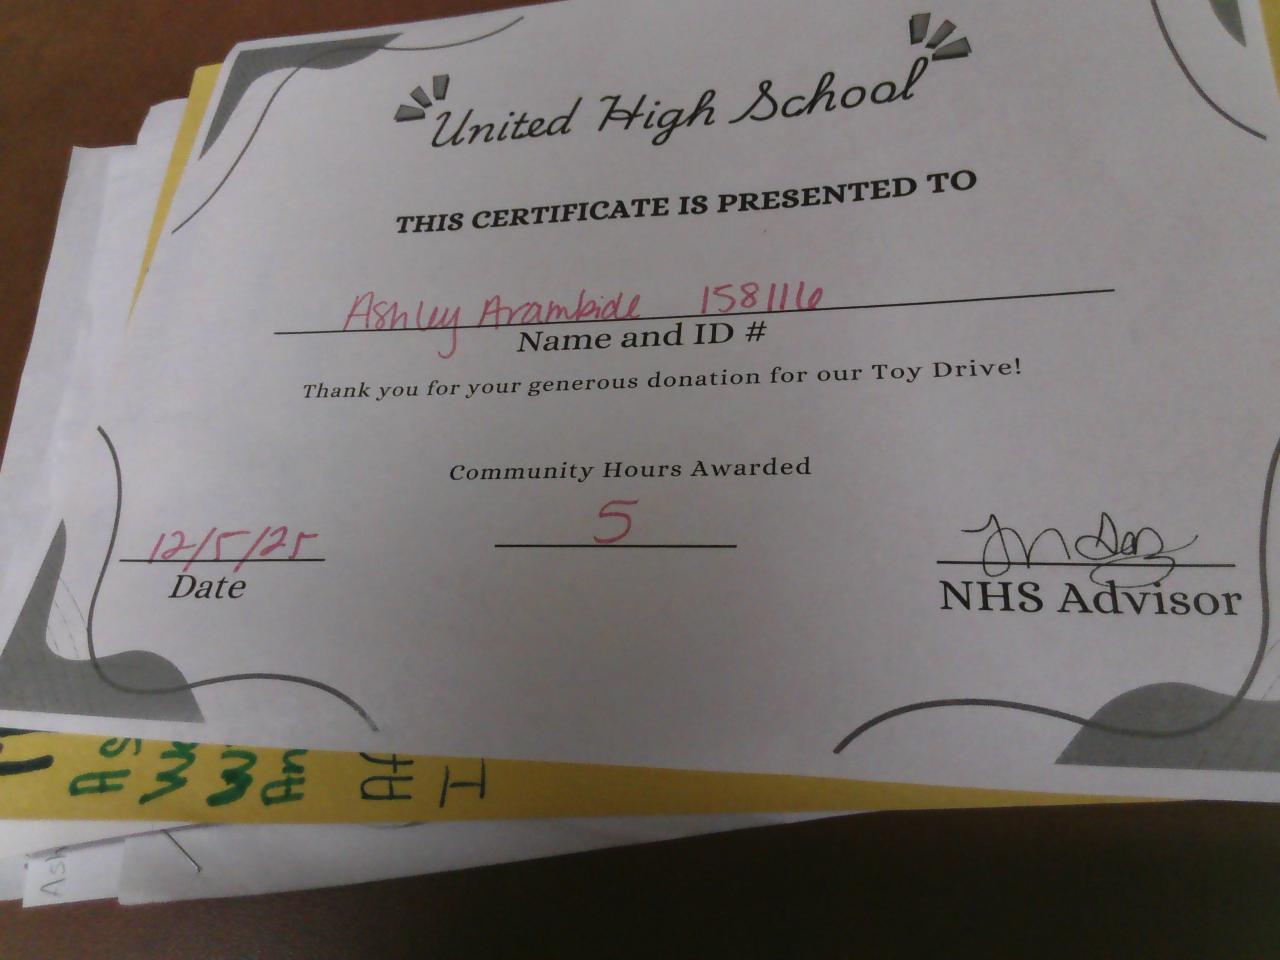 United High School
THIS CERTIFICATE IS PRESENTED TO
Ashley Arambide 158116
Name and ID #
Thank you for your generous donation for our Toy Drive!
Community Hours Awarded
12/5/25
5
Date
NHS Advisor
Ash